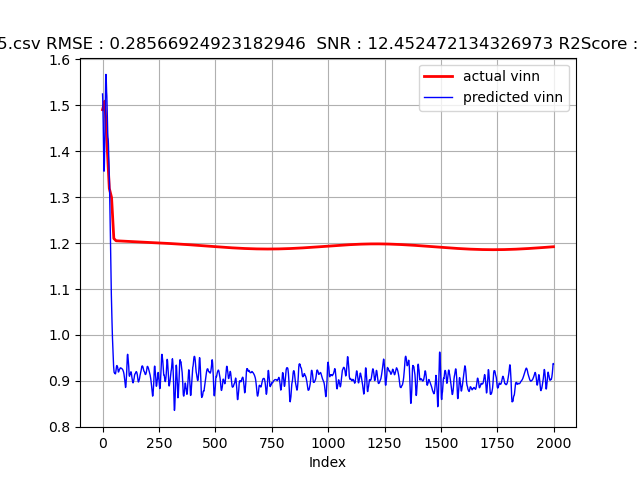 5.csv RMSE : 0.28566924923182946  SNR : 12.452472134326973 R2Score :
actual vinn
predicted vinn
1.6
1.5
1.4
1.3
1.2
1.1
1.0
0.9
0.8
0 250 500 750 1000 1250 1500 1750 2000
Index